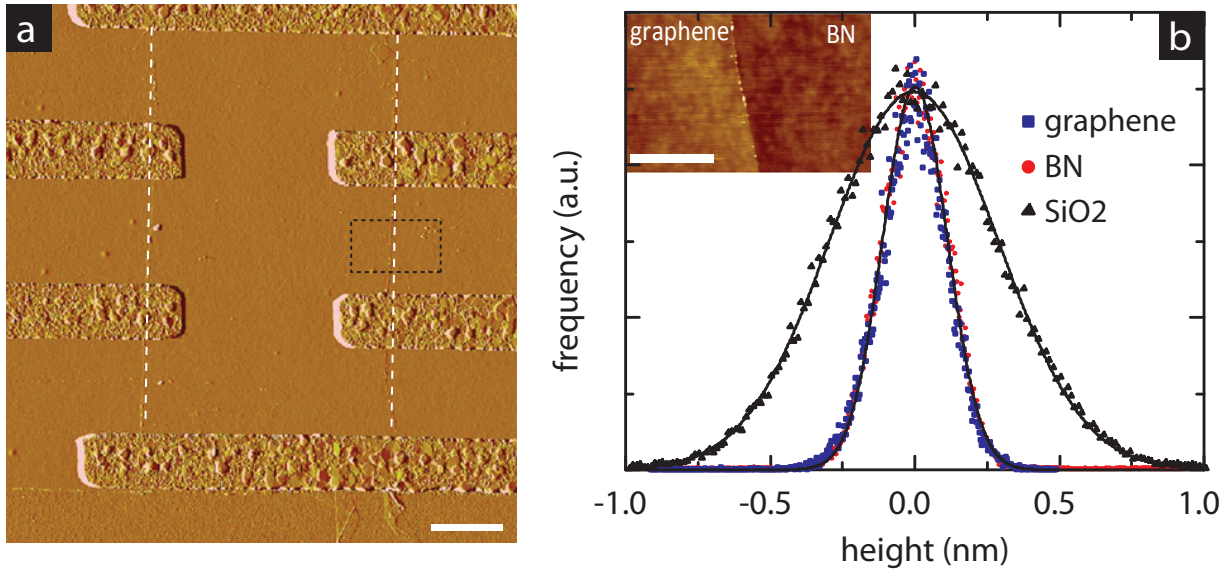 a
graphene
BN
b
graphene
BN
SiO2
frequency (a.u.)
-1.0
-0.5
0.0
0.5
1.0
height (nm)